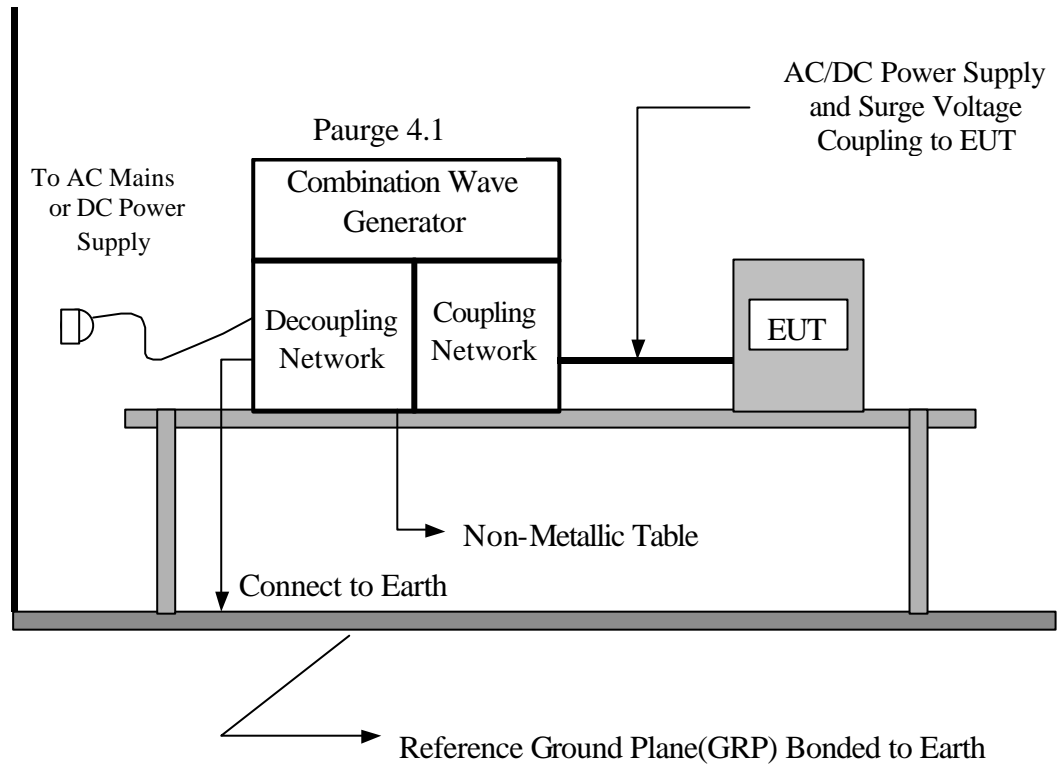 AC/DC Power Supply
and Surge Voltage
Coupling to EUT
Paurge 4.1
To AC Mains
or DC Power
Supply
Combination Wave
Generator
Decoupling
Network
Coupling
Network
EUT
Non-Metallic Table
Connect to Earth
Reference Ground Plane(GRP) Bonded to Earth